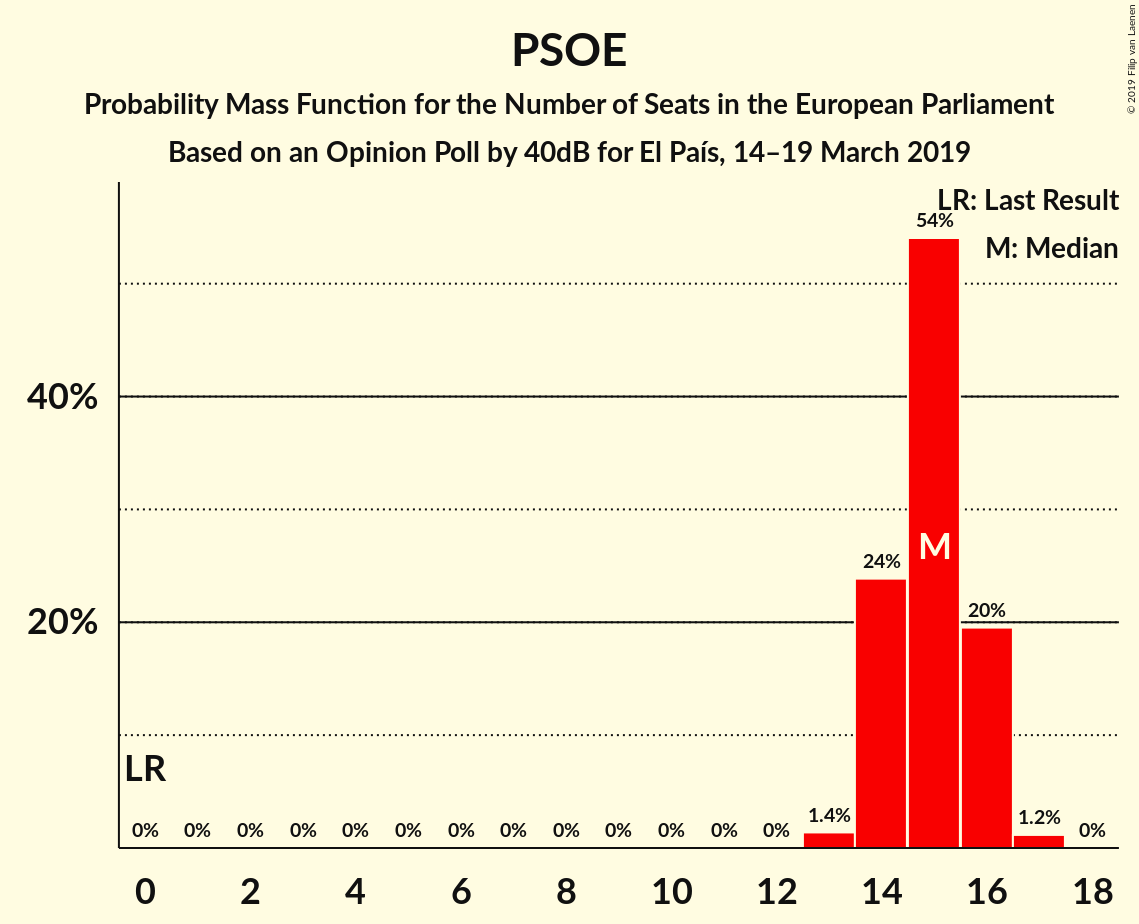 PSOE
Probability Mass Function for the Number of Seats in the European Parliament
Based on an Opinion Poll by 40dB for El País, 14–19 March 2019
© 2019 Filip van Laenen
LR: Last Result
M: Median
54%
40%
M
24%
20%
20%
LR
0% 0% 0% 0% 0% 0% 0% 0% 0% 0% 0% 0% 0% 1.4% 1.2% 0%
0 2 4 6 8 10 12 14 16 18